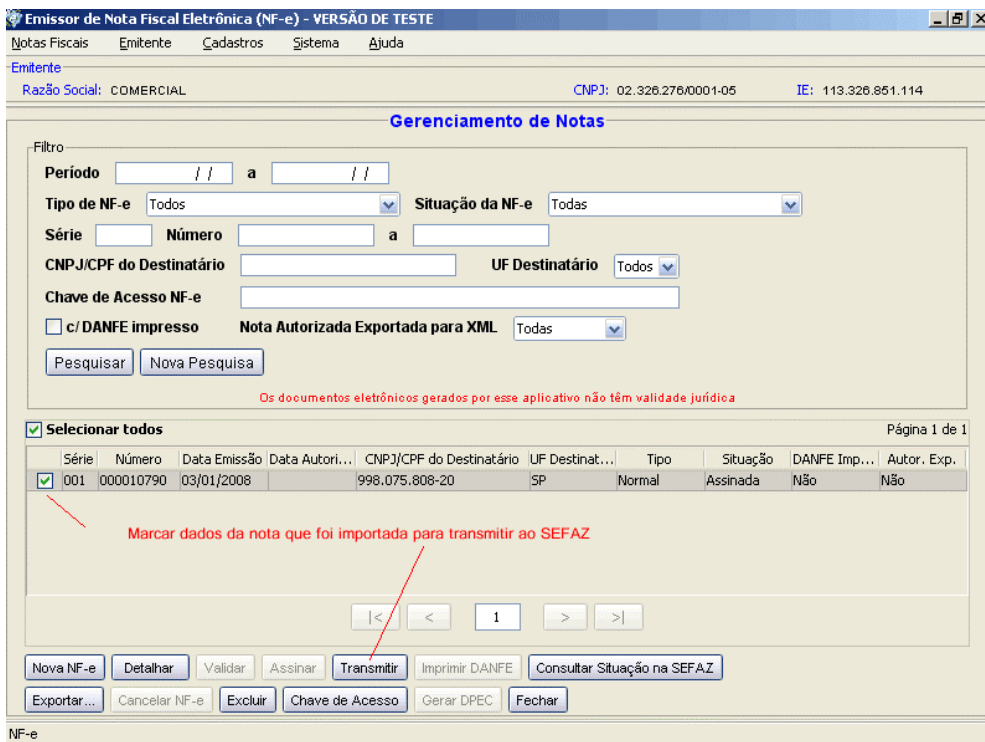 Emissor de Nota Fiscal Eletrônica (NF-e) - VERSÃO DE TESTE
Notas Fiscais Emitente Cadastros Sistema Ajuda
Emitente
Razão Social: COMERCIAL CNPJ: 02.326.276/0001-05 IE: 113.326.851.114
Gerenciamento de Notas
Filtro
Período / / a / /
Tipo de NF-e Todos Situação da NF-e Todas
Série Número a
CNPJ/CPF do Destinatário UF Destinatário Todos
Chave de Acesso NF-e
c/DANFE impresso Nota Autorizada Exportada para XML Todas
Pesquisar Nova Pesquisa
Os documentos eletrônicos gerados por esse aplicativo não têm validade jurídica
Selecionar todos Página 1 de 1
Série Número Data Emissão Data Autori... CNPJ/CPF do Destinatário UF Destinat... Tipo Situação DANFE Imp... Autor. Exp.
001 000010790 03/01/2008 998.075.808-20 SP Normal Assinada Não Não
Marcar dados da nota que foi importada para transmitir ao SEFAZ
|< < 1 > >|
Nova NF-e Detalhar Validar Assinar Transmitir Imprimir DANFE Consultar Situação na SEFAZ
Exportar... Cancelar NF-e Excluir Chave de Acesso Gerar DPEC Fechar
NF-e